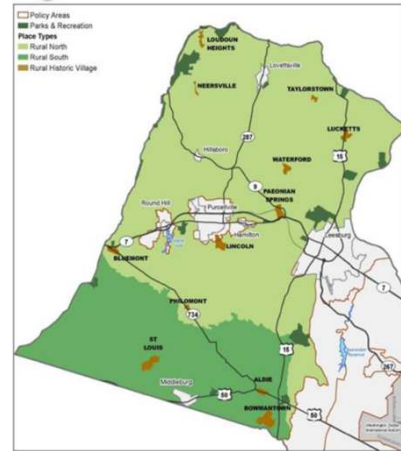 Policy Areas
Parks & Recreation
Place Types
Rural North
Rural South
Rural Historic Village
LOUDOUN
HEIGHTS
Lovettsville
NEERSVILLE
TAYLORSTOWN
LUCKETTS
287
15
Hillsboro
WATERFORD
9
PAEONIAN
SPRINGS
Round Hill
Purcellville
Hamilton
Leesburg
7
LINCOLN
BLUEMONT
7
PHILOMONT
734
ST
LOUIS
15
267
Middleburg
50
ALDIE
BOWMANTOWN
50